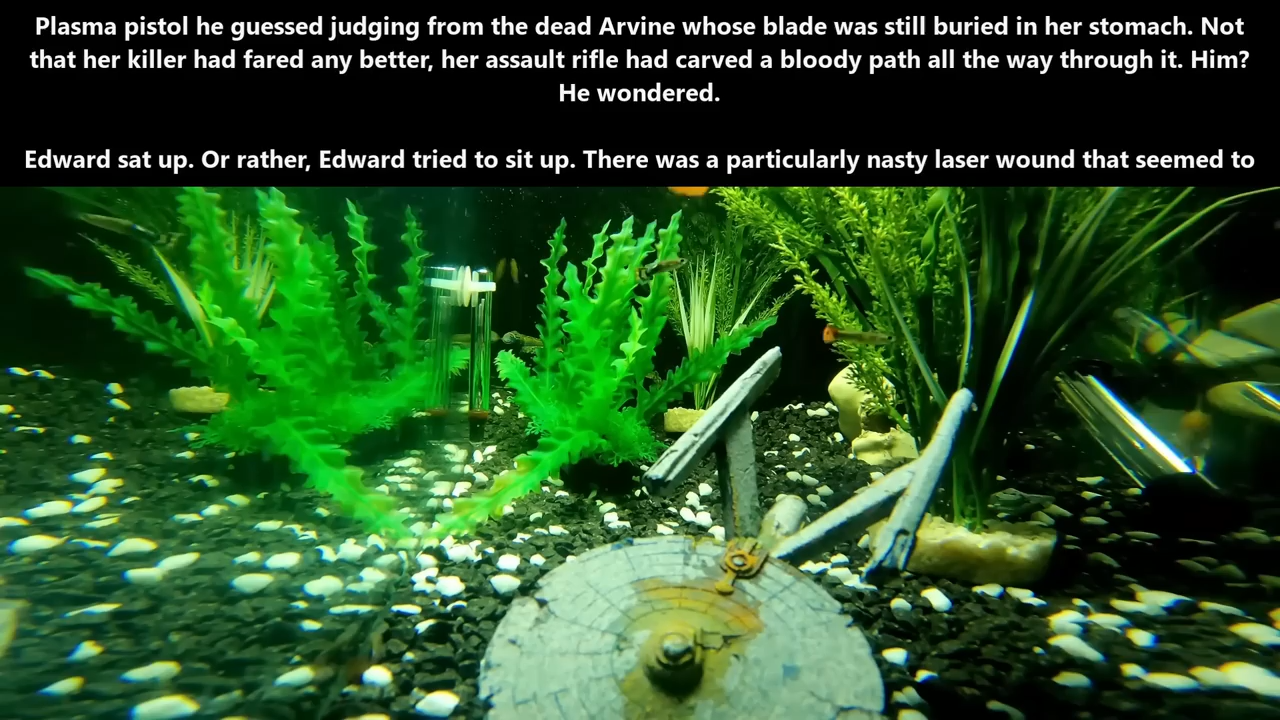 Plasma pistol he guessed judging from the dead Arvine whose blade was still buried in her stomach. Not
that her killer had fared any better, her assault rifle had carved a bloody path all the way through it. Him?
He wondered.
Edward sat up. Or rather, Edward tried to sit up. There was a particularly nasty laser wound that seemed to